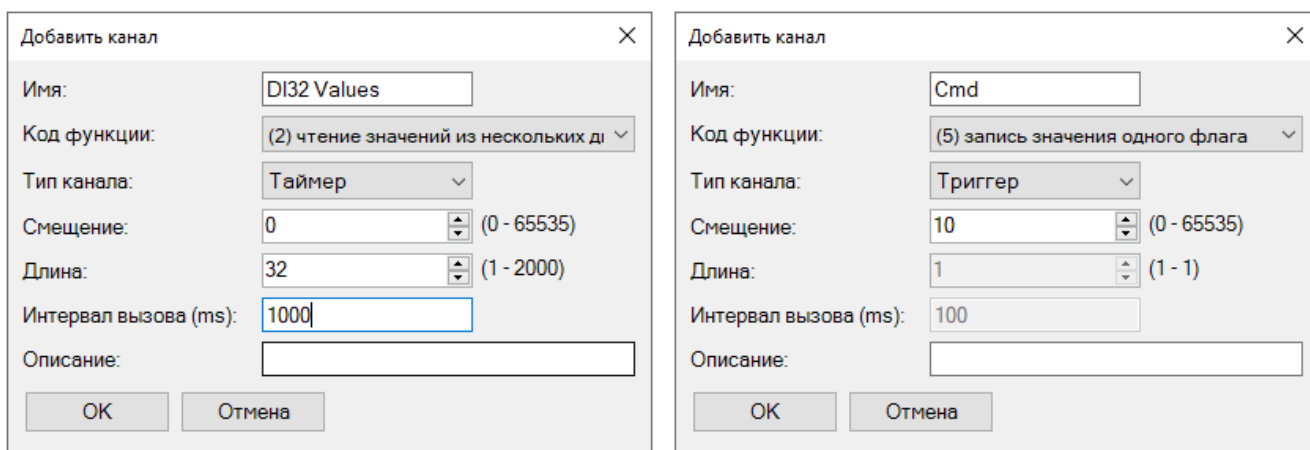 Добавить канал
Имя: DI32 Values
Код функции: (2) чтение значений из нескольких ди
Тип канала: Таймер
Смещение: 0 (0 - 65535)
Длина: 32 (1 - 2000)
Интервал вызова (ms): 1000
Описание:
OK Отмена
Добавить канал
Имя: Cmd
Код функции: (5) запись значения одного флага
Тип канала: Триггер
Смещение: 10 (0 - 65535)
Длина: 1 (1 - 1)
Интервал вызова (ms): 100
Описание:
OK Отмена